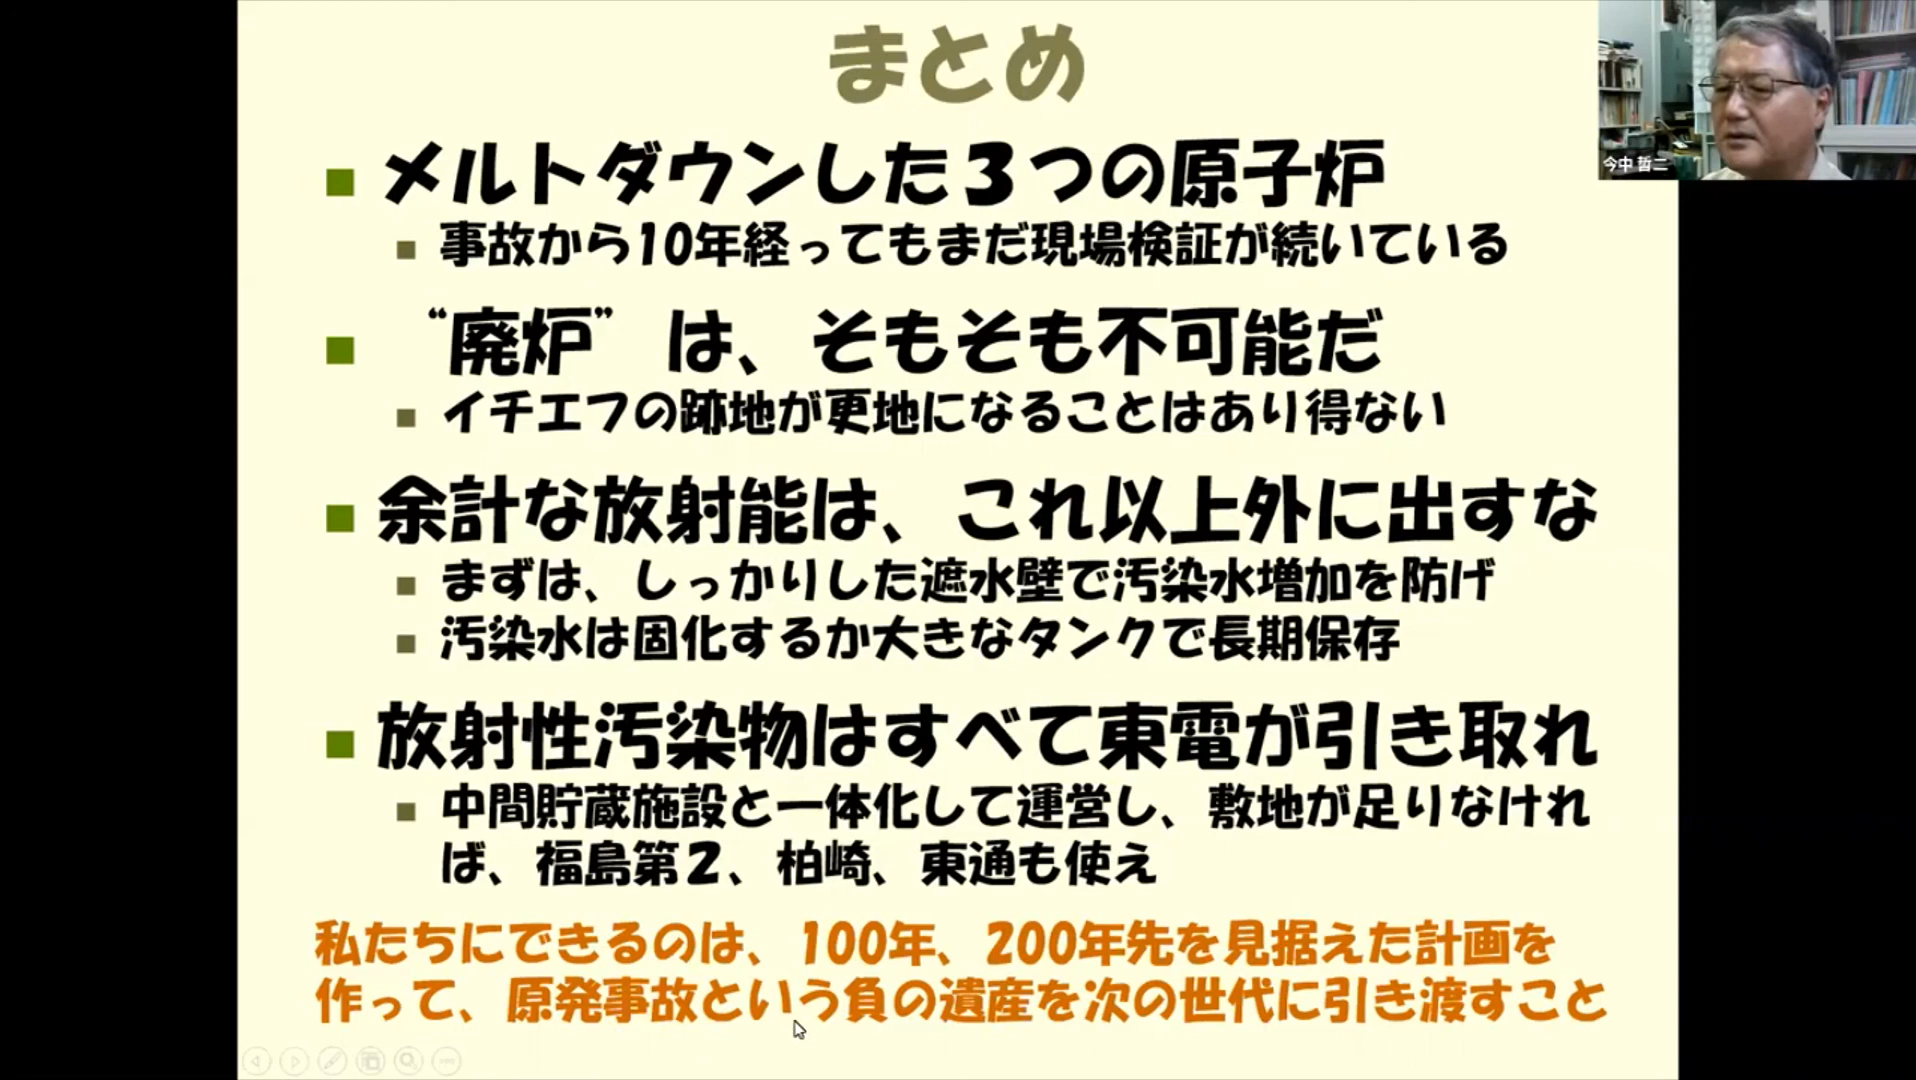 まとめ
メルトダウンした３つの原子炉
事故から10年経ってもまだ現場検証が続いている
“廃炉”は、そもそも不可能だ
イチエフの跡地が更地になることはあり得ない
余計な放射能は、これ以上外に出すな
まずは、しっかりした遮水壁で汚染水増加を防げ
汚染水は固化するか大きなタンクで長期保存
放射性汚染物はすべて東電が引き取れ
中間貯蔵施設と一体化して運営し、敷地が足りなけれ
ば、福島第２、柏崎、東通も使え
私たちにできるのは、100年、200年先を見据えた計画を
作って、原発事故という負の遺産を次の世代に引き渡すこと
今中 哲二